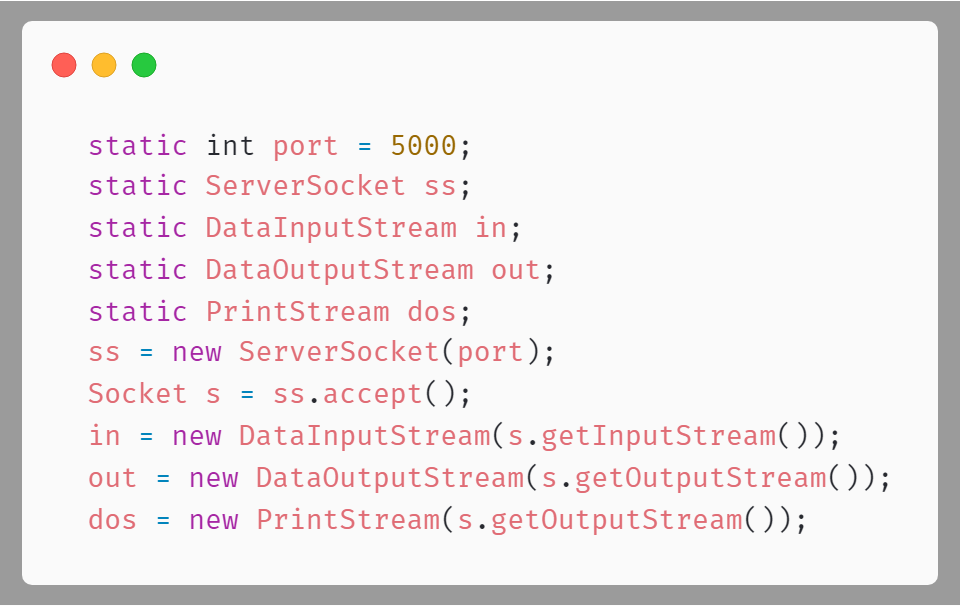 static int port = 5000;
static ServerSocket ss;
static DataInputStream in;
static DataOutputStream out;
static PrintStream dos;
ss = new ServerSocket(port);
Socket s = ss.accept();
in = new DataInputStream(s.getInputStream());
out = new DataOutputStream(s.getOutputStream());
dos = new PrintStream(s.getOutputStream());